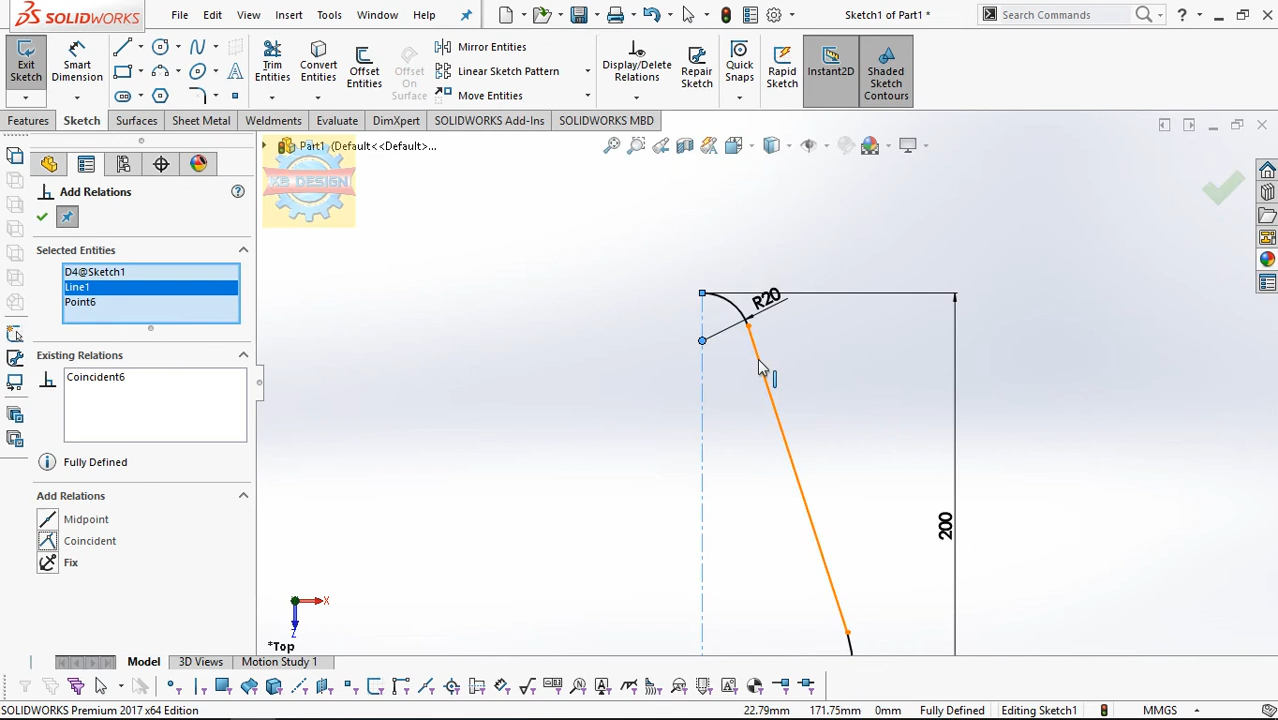 SOLIDWORKS
File Edit View Insert Tools Window Help
Sketch1 of Part1 *
Search Commands
?
Exit Sketch
Smart Dimension
Trim Entities
Convert Entities
Offset Entities
Offset On Surface
Mirror Entities
Linear Sketch Pattern
Move Entities
Display/Delete Relations
Repair Sketch
Quick Snaps
Rapid Sketch
Instant2D
Shaded Sketch Contours
Features Sketch Surfaces Sheet Metal Weldments Evaluate DimXpert SOLIDWORKS Add-Ins SOLIDWORKS MBD
Part1 (Default<<Default>...
KS DESIGN
Add Relations
Selected Entities
D4@Sketch1
Line1
Point6
Existing Relations
Coincident6
Fully Defined
Add Relations
Midpoint
Coincident
Fix
R20
200
X
Z
*Top
Model 3D Views Motion Study 1
SOLIDWORKS Premium 2017 x64 Edition
22.79mm 171.75mm 0mm Fully Defined Editing Sketch1 MMGS